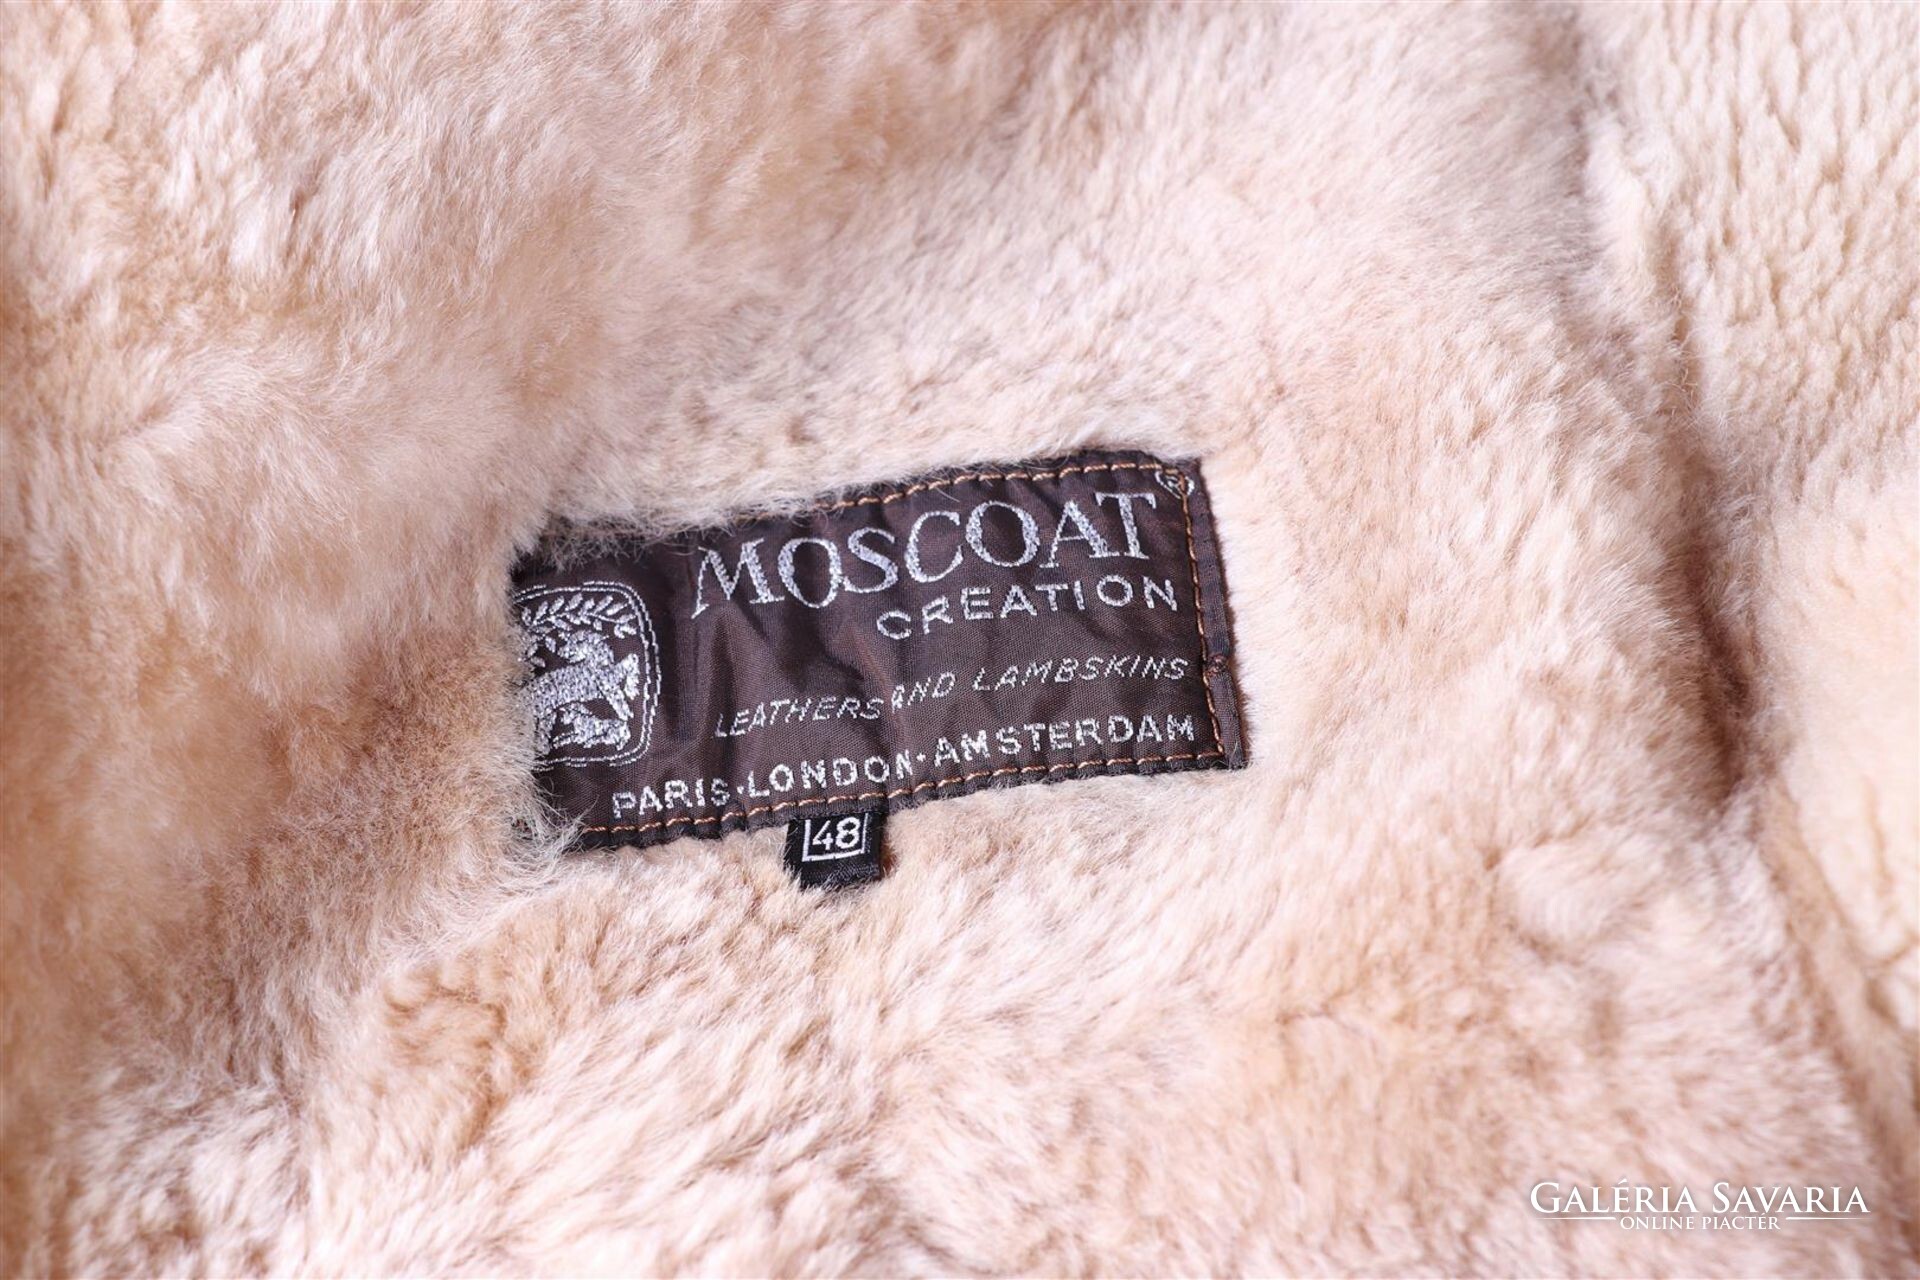 MOSCOAT
CREATION
LEATHERS AND LAMBSKINS
PARIS·LONDON·AMSTERDAM
48
GALÉRIA SAVARIA
ONLINE PIACTÉR